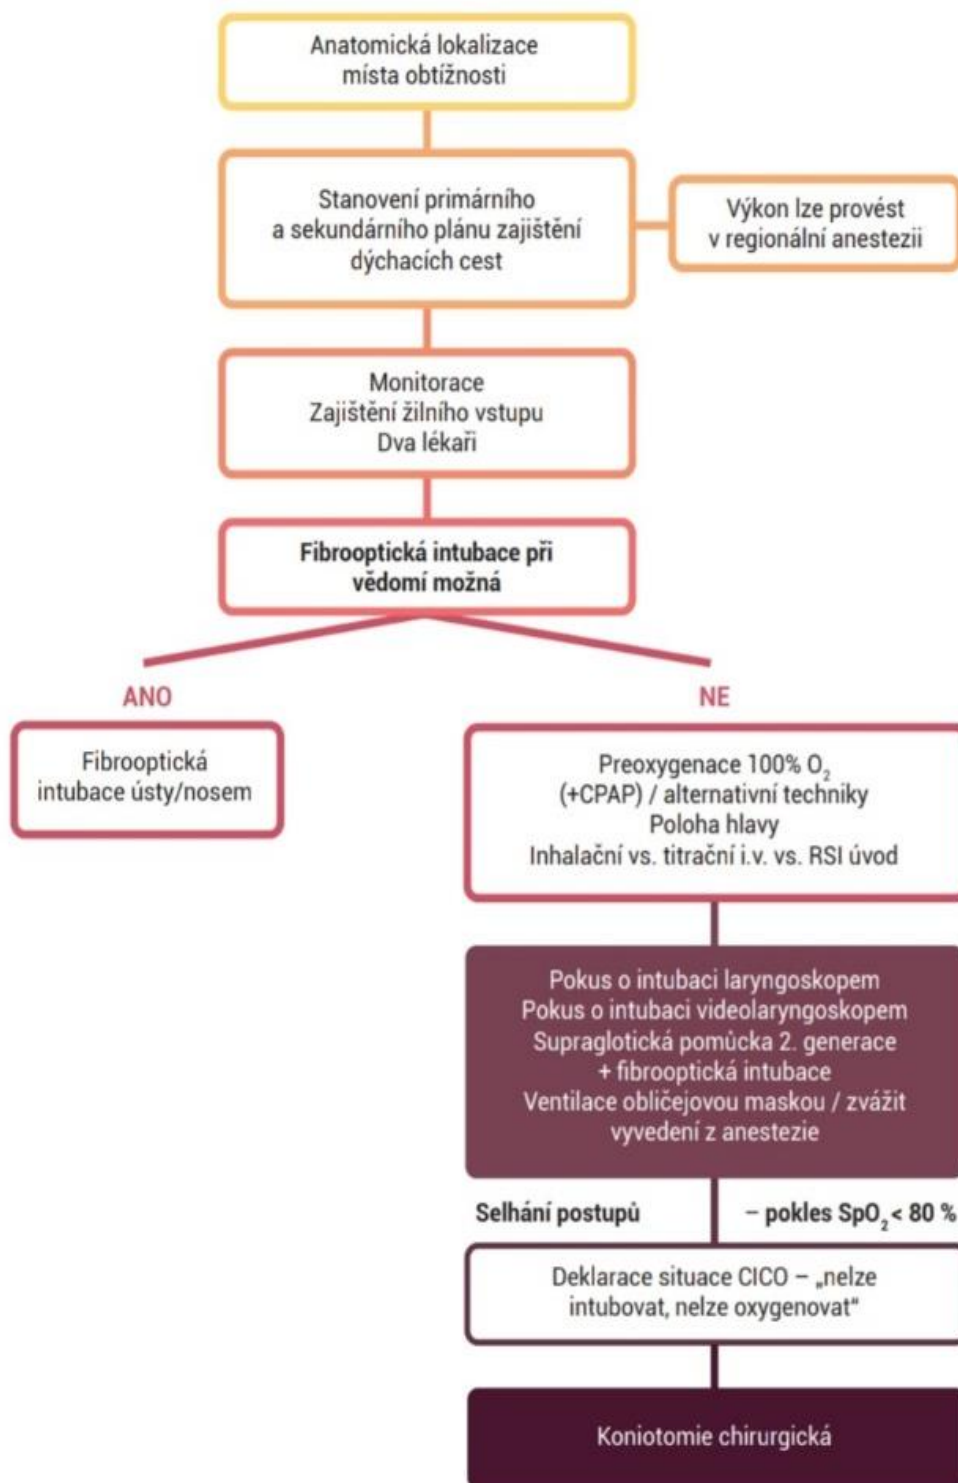 Anatomická lokalizace
místa obtížnosti
Stanovení primárního
a sekundárního plánu zajištění
dýchacích cest
Výkon lze provést
v regionální anestezii
Monitorace
Zajištění žilního vstupu
Dva lékaři
Fibrooptická intubace při
vědomí možná
ANO
NE
Fibrooptická
intubace ústy/nosem
Preoxygenace 100% O₂
(+CPAP) / alternativní techniky
Poloha hlavy
Inhalační vs. titrační i.v. vs. RSI úvod
Pokus o intubaci laryngoskopem
Pokus o intubaci videolaryngoskopem
Supraglotická pomůcka 2. generace
+ fibrooptická intubace
Ventilace obličejovou maskou / zvážit
vyvedení z anestezie
Selhání postupů – pokles SpO₂ < 80 %
Deklarace situace CICO – „nelze
intubovat, nelze oxygenovat“
Koniotomie chirurgická